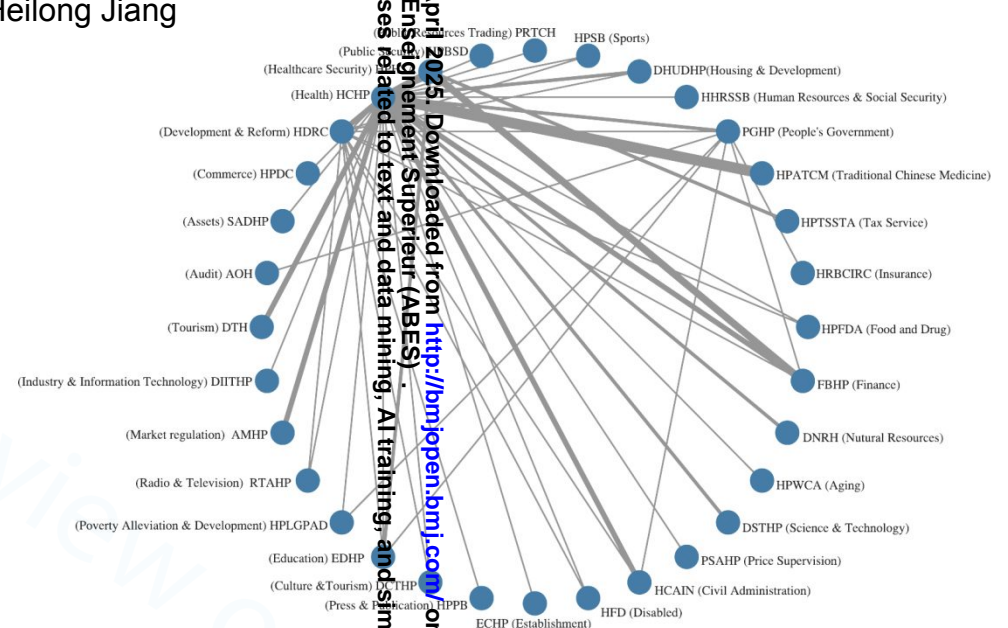 Heilong Jiang
Resources Trading) PRTCH
HPSB (Sports)
(Public Security) HPBSD
(Healthcare Security)
DHUDHP(Housing & Development)
(Health) HCHP
HHRSSB (Human Resources & Social Security)
(Development & Reform) HDRC
PGHP (People's Government)
(Commerce) HPDC
HPATCM (Traditional Chinese Medicine)
(Assets) SADHP
HPTSSTA (Tax Service)
(Audit) AOH
HRBCIRC (Insurance)
(Tourism) DTH
HPFDA (Food and Drug)
(Industry & Information Technology) DIITHP
FBHP (Finance)
(Market regulation) AMHP
DNRH (Nutural Resources)
(Radio & Television) RTAHP
HPWCA (Aging)
(Poverty Alleviation & Development) HPLGPAD
DSTHP (Science & Technology)
(Education) EDHP
PSAHP (Price Supervision)
(Culture &Tourism) DCTHP
HCAIN (Civil Administration)
(Press & Publication) HPPB
HFD (Disabled)
ECHP (Establishment)
pril 2025. Downloaded from http://bmjopen.bmj.com/ on
Enseignement Superieur (ABES) .
ses related to text and data mining, AI training, and sim
view